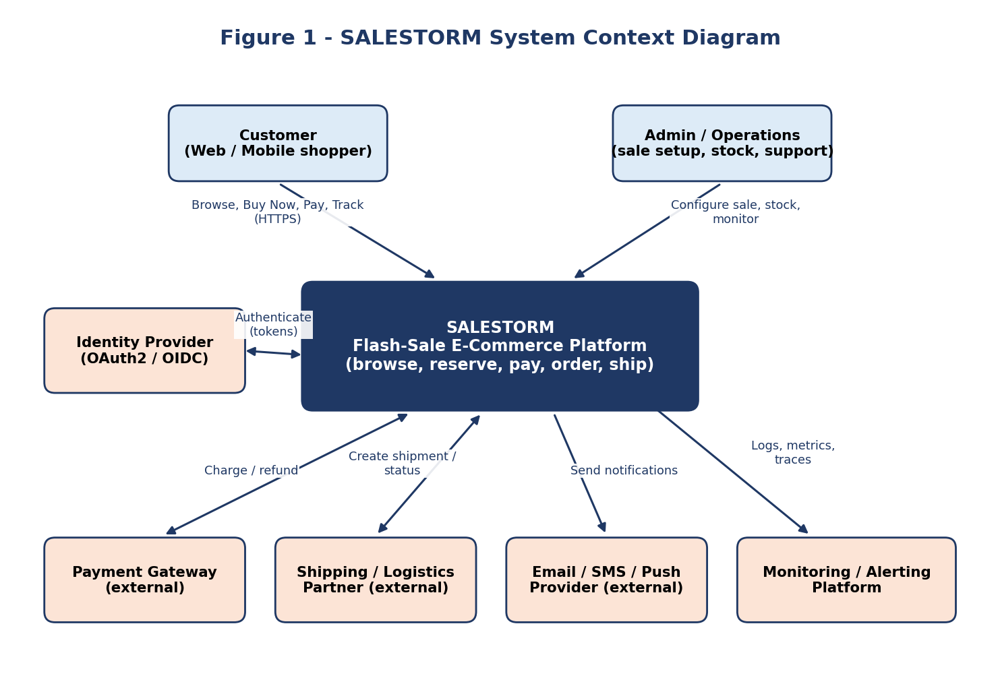 Figure 1 - SALESTORM System Context Diagram
Customer
(Web / Mobile shopper)
Admin / Operations
(sale setup, stock, support)
Browse, Buy Now, Pay, Track
(HTTPS)
Configure sale, stock,
monitor
Identity Provider
(OAuth2 / OIDC)
Authenticate
(tokens)
SALESTORM
Flash-Sale E-Commerce Platform
(browse, reserve, pay, order, ship)
Charge / refund
Create shipment /
status
Send notifications
Logs, metrics,
traces
Payment Gateway
(external)
Shipping / Logistics
Partner (external)
Email / SMS / Push
Provider (external)
Monitoring / Alerting
Platform